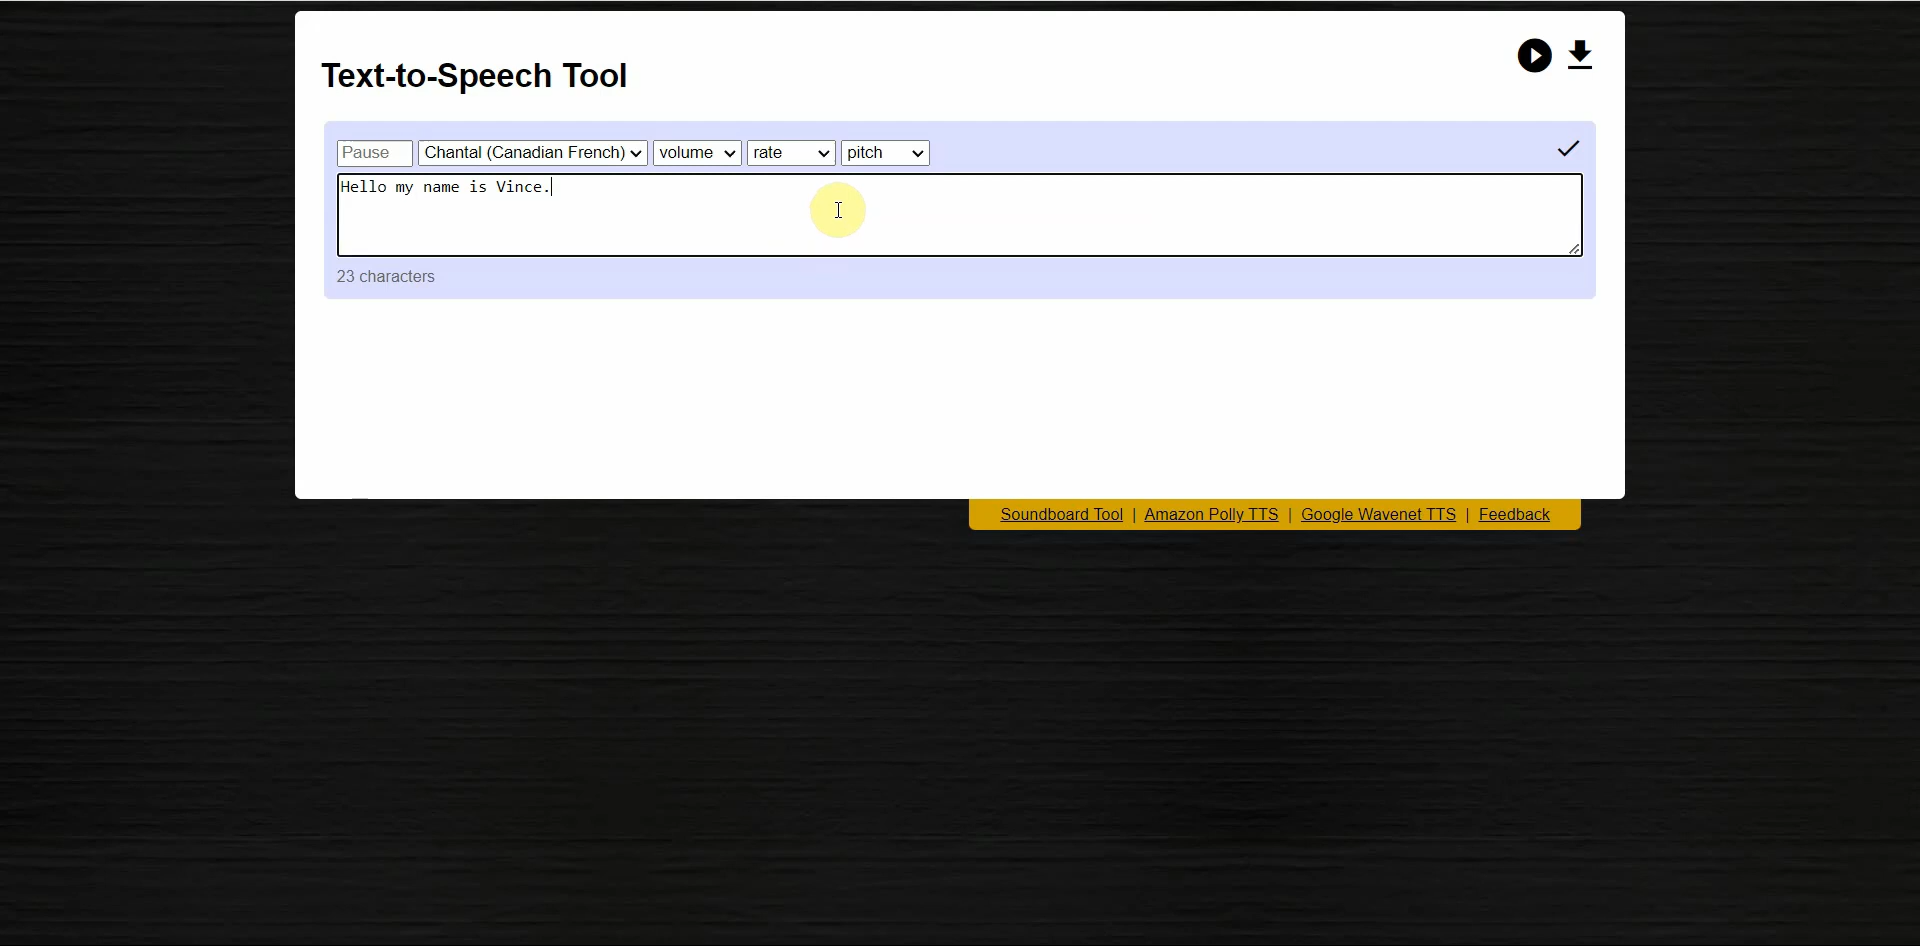 Text-to-Speech Tool
Pause Chantal (Canadian French) volume rate pitch
Hello my name is Vince.
23 characters
Soundboard Tool | Amazon Polly TTS | Google Wavenet TTS | Feedback